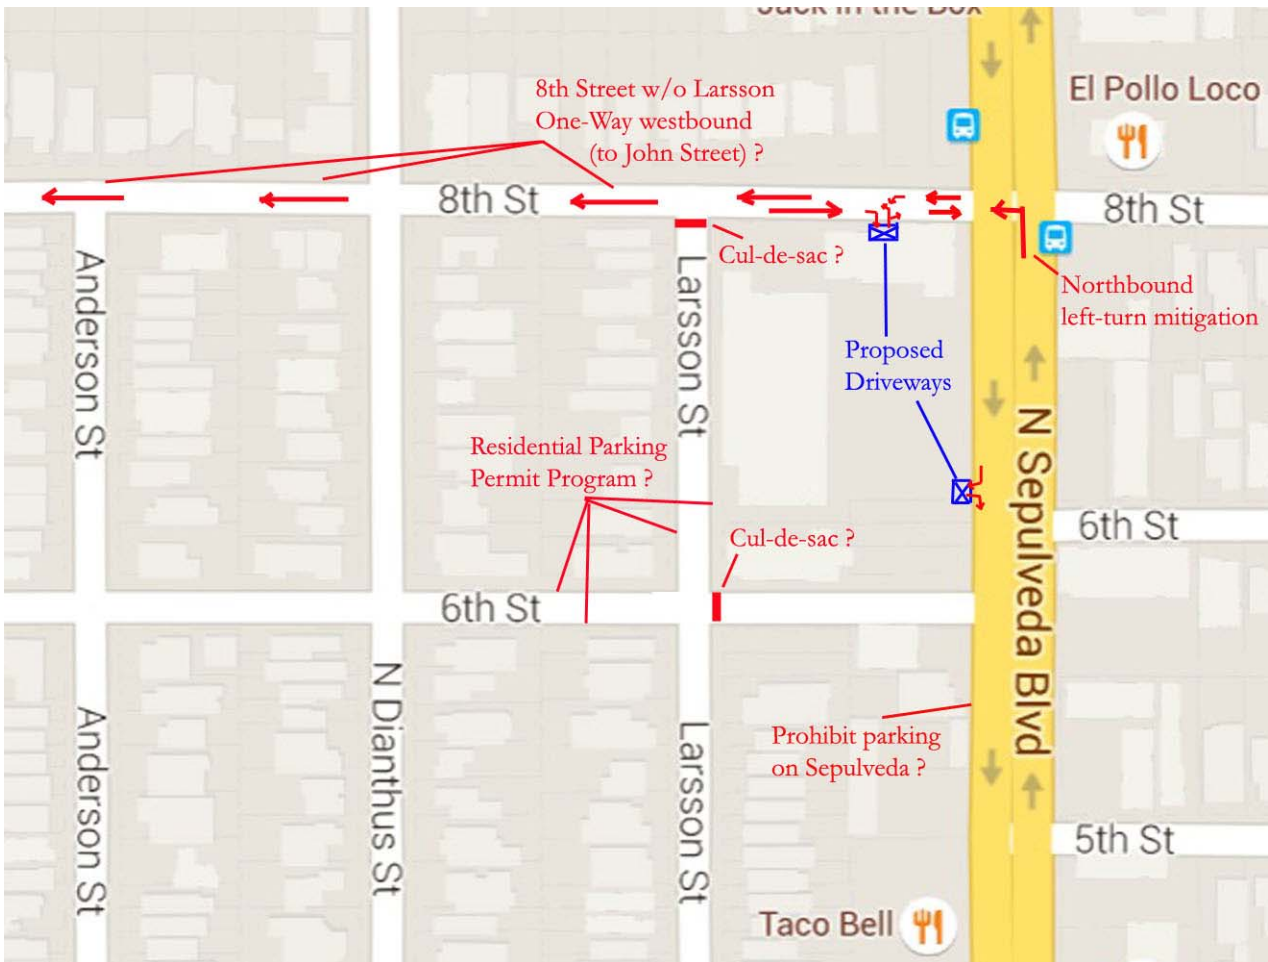 Jack in the Box
El Pollo Loco
8th Street w/o Larsson
One-Way westbound
(to John Street) ?
8th St
8th St
Cul-de-sac ?
Northbound
left-turn mitigation
Anderson St
Larsson St
Proposed
Driveways
N Sepulveda Blvd
Residential Parking
Permit Program ?
Cul-de-sac ?
6th St
6th St
N Dianthus St
Anderson St
Larsson St
Prohibit parking
on Sepulveda ?
5th St
Taco Bell